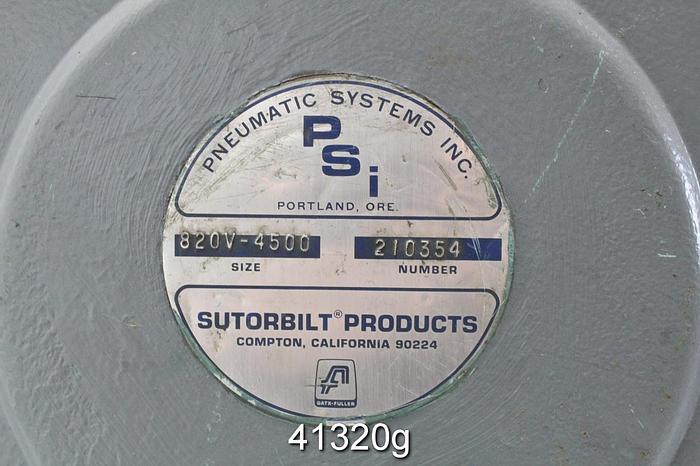 PNEUMATIC SYSTEMS INC.
PSi
PORTLAND, ORE.
820V-4500 210354
SIZE NUMBER
SUTORBILT® PRODUCTS
COMPTON, CALIFORNIA 90224
GATX-FULLER
41320g